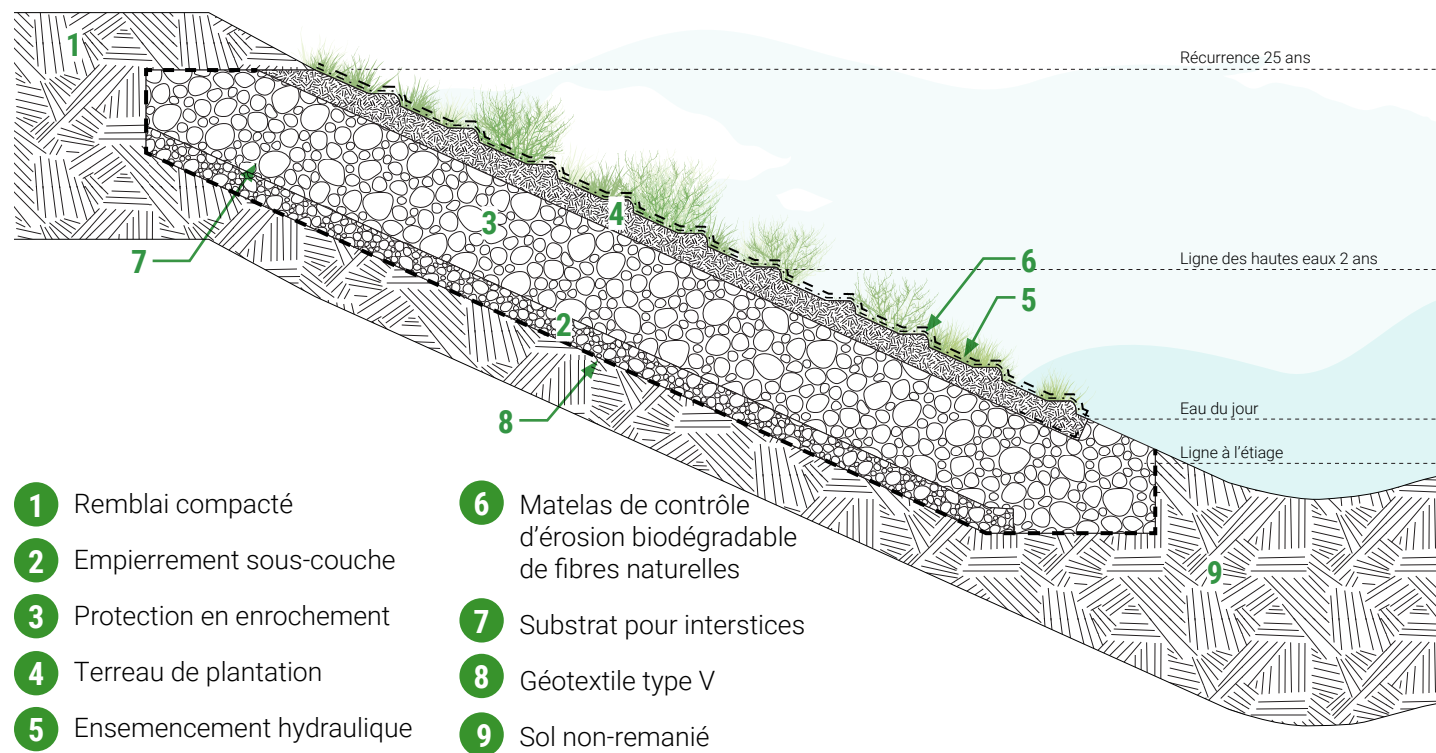 1
Récurrence 25 ans
3
4
7
6
Ligne des hautes eaux 2 ans
5
2
8
Eau du jour
Ligne à l'étiage
9
1 Remblai compacté
2 Empierrement sous-couche
3 Protection en enrochement
4 Terreau de plantation
5 Ensemencement hydraulique
6 Matelas de contrôle
d'érosion biodégradable
de fibres naturelles
7 Substrat pour interstices
8 Géotextile type V
9 Sol non-remanié